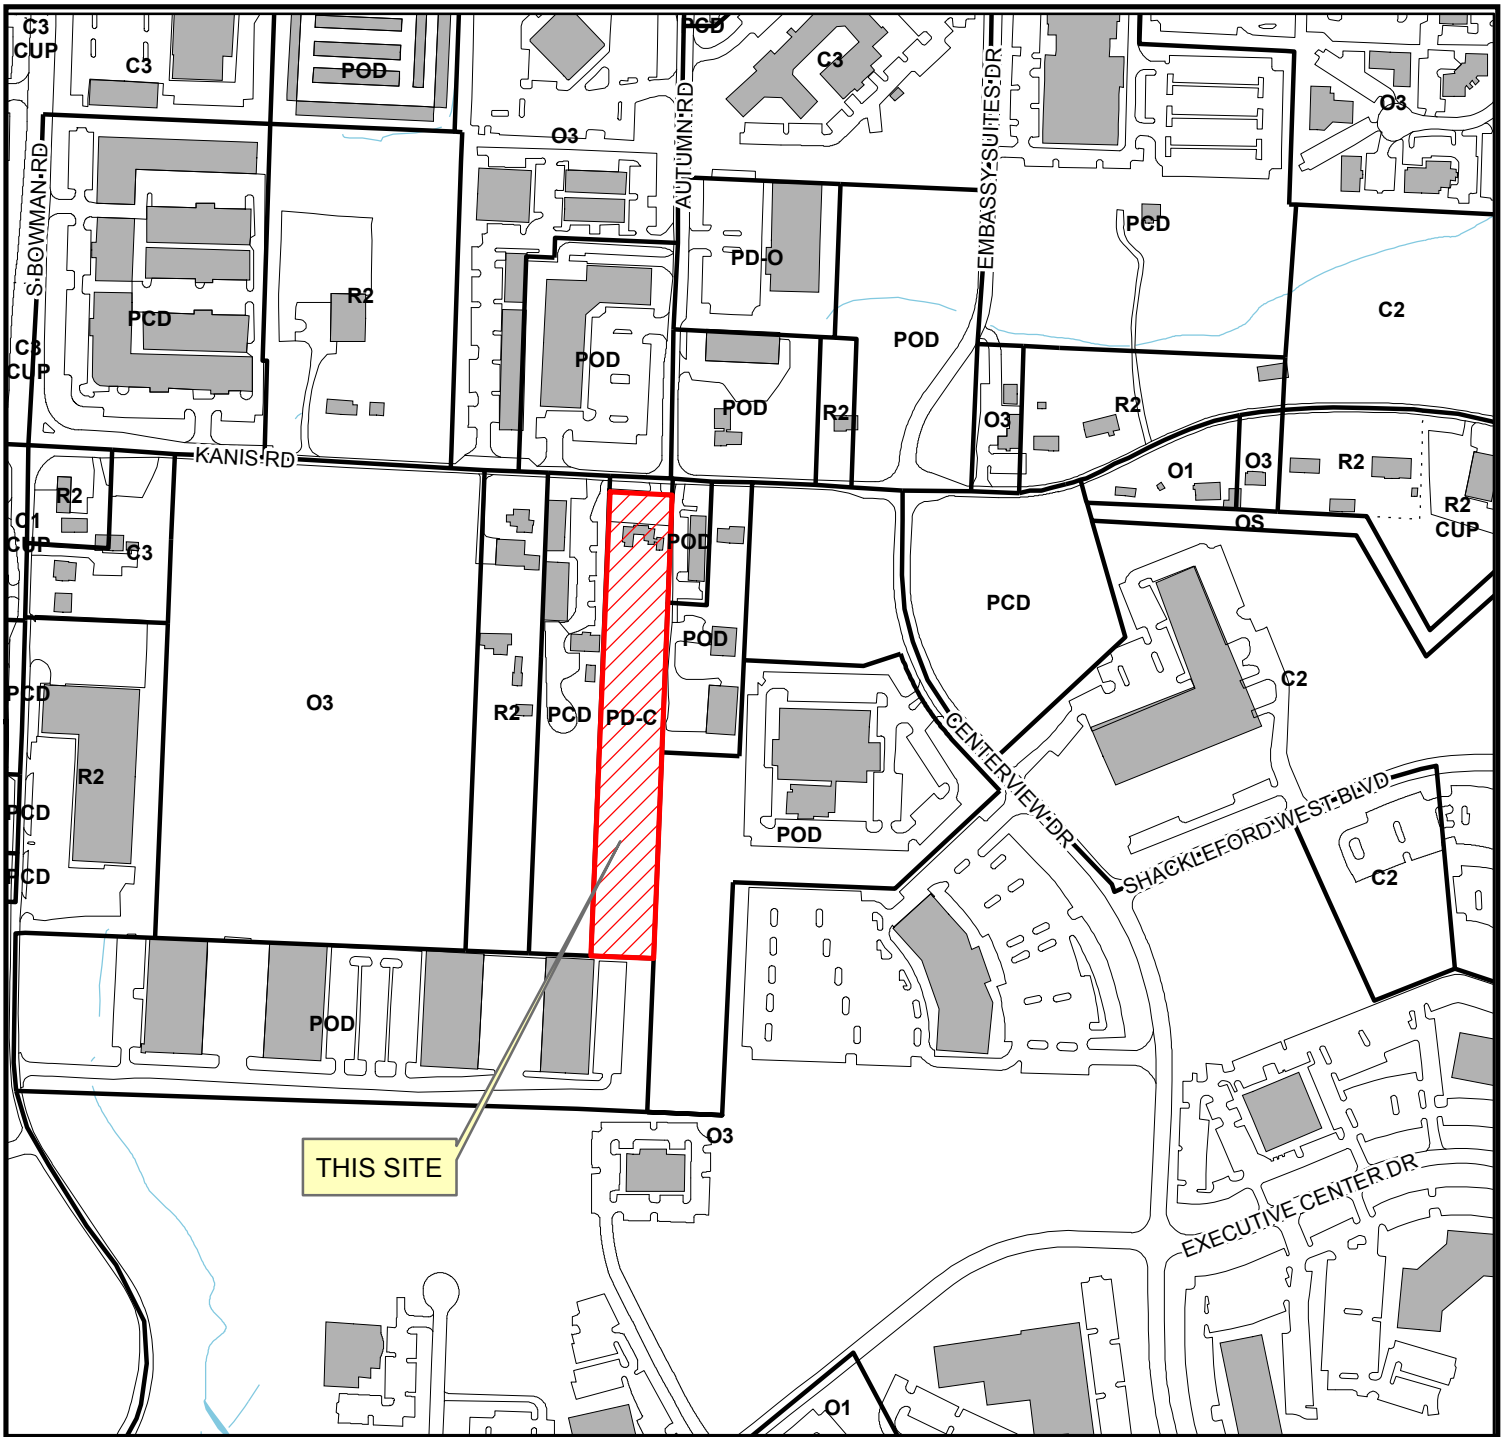 C3
CUP
C3
POD
PCD
C3
O3
O3
S BOWMAN RD
AUTUMN RD
EMBASSY SUITES DR
PCD
PD-O
R2
PCD
C2
C3
CUP
POD
POD
POD
R2
O3
R2
KANIS RD
O1
O3
R2
R2
CUP
R2
C1
CUP
C3
POD
OS
PCD
POD
PCD
O3
R2
PCD
PD-C
C2
R2
PCD
CENTERVIEW DR
SHACKLEFORD WEST BLVD
POD
PCD
C2
POD
THIS SITE
O3
EXECUTIVE CENTER DR
O1